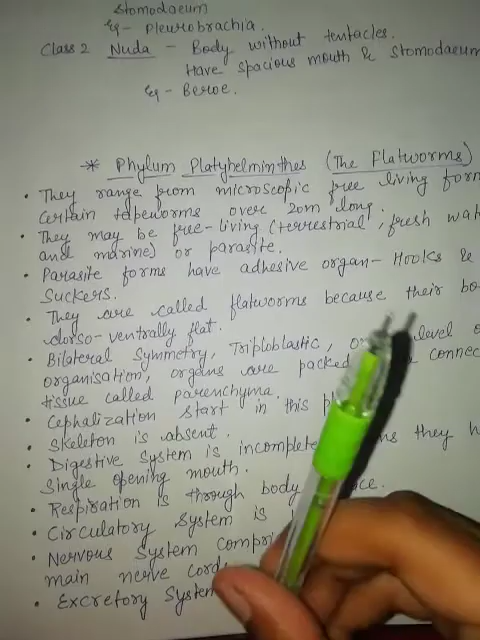 Stomodaeum
Eg - Pleurobrachia.
Class 2 Nuda - Body without tentacles.
Have spacious mouth & Stomodaeum
Eg - Beroe.
* Phylum Platyhelminthes (The Flatworms)
• They range from microscopic free living form
Certain tapeworms over 20m long.
• They may be free-living (terrestrial, fresh wat
and marine) or parasite.
• Parasite forms have adhesive organ - Hooks &
Suckers.
• They are called flatworms because their bo
dorso-ventrally flat.
• Bilateral Symmetry, Triploblastic, level o
organisation, organs are packed connec
tissue called parenchyma.
• Cephalization start in this
• Skeleton is absent.
• Digestive System is incomplete they h
Single opening mouth.
• Respiration is through body
• Circulatory System is
• Nervous System compri
main nerve cord
• Excretory System